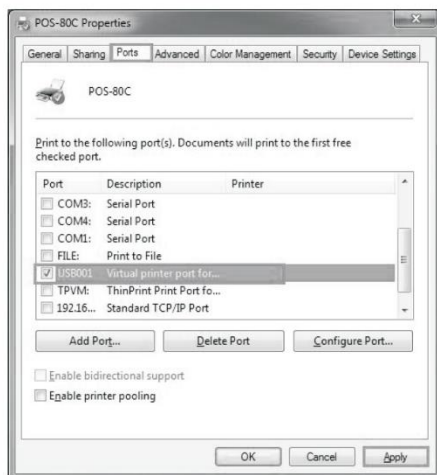 POS-80C Properties
General Sharing Ports Advanced Color Management Security Device Settings
POS-80C
Print to the following port(s). Documents will print to the first free
checked port.
Port Description Printer
COM3: Serial Port
COM4: Serial Port
COM1: Serial Port
FILE: Print to File
USB001 Virtual printer port for...
TPVM: ThinPrint Print Port fo...
192.16... Standard TCP/IP Port
Add Port... Delete Port Configure Port...
Enable bidirectional support
Enable printer pooling
OK Cancel Apply